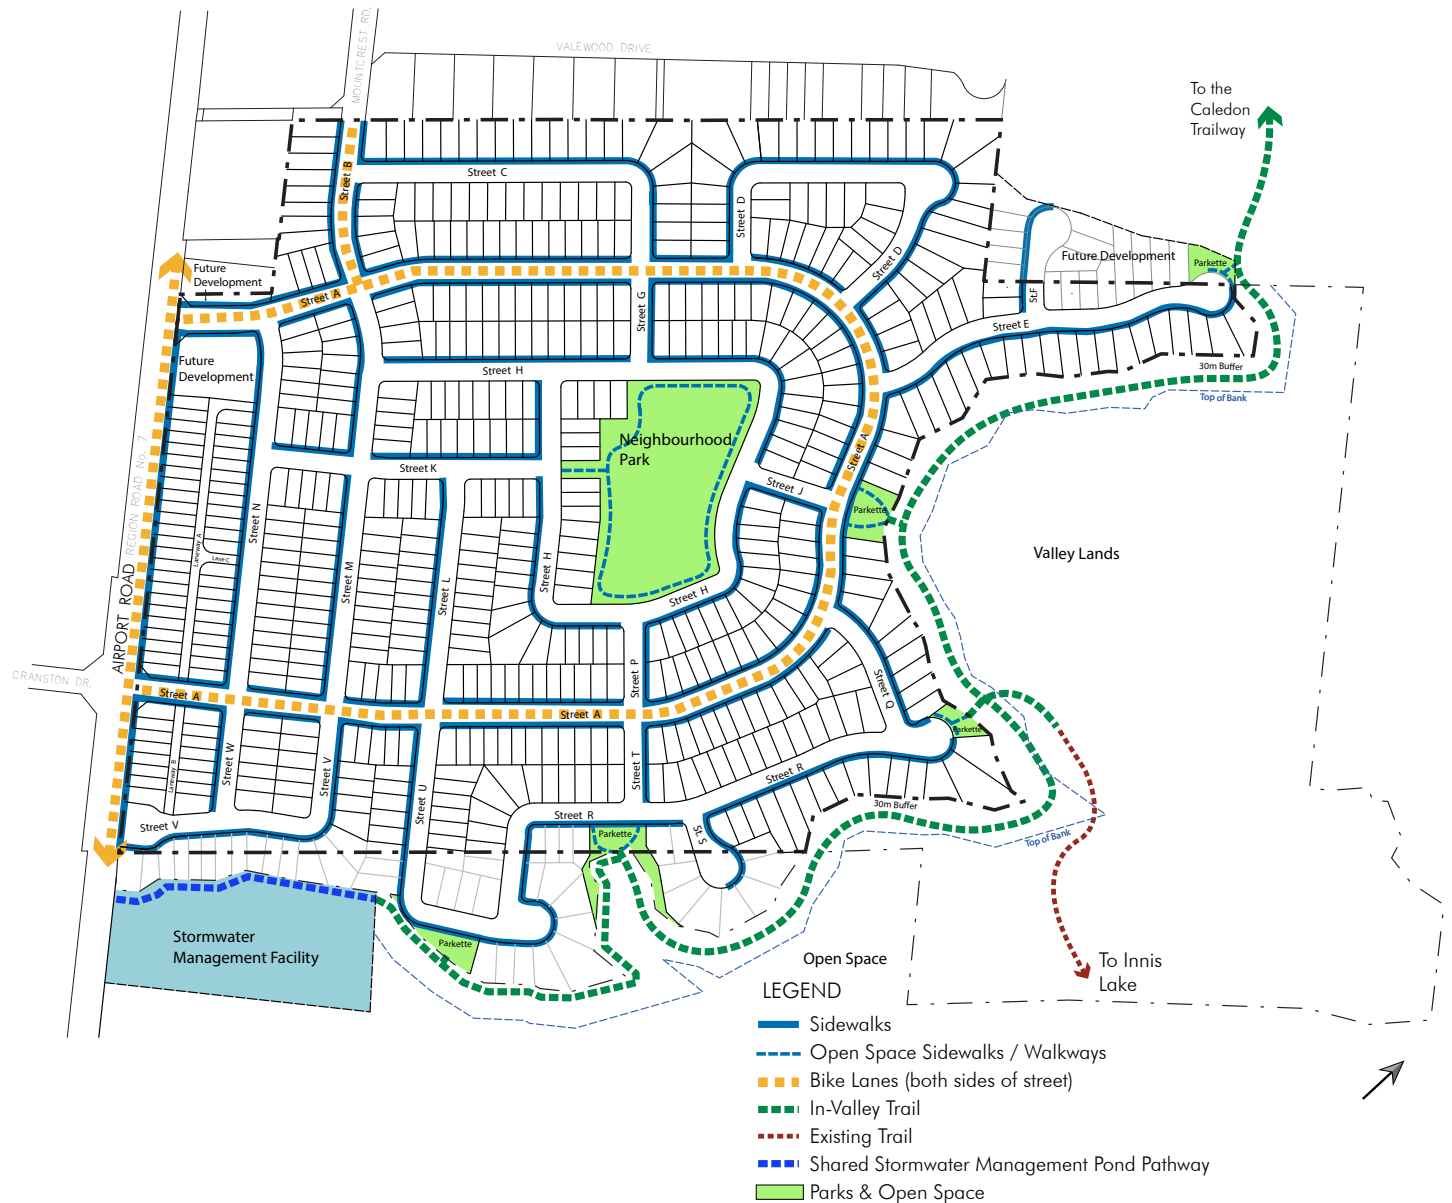 MOUNTCREST RD.
VALEWOOD DRIVE
To the
Caledon
Trailway
Street B
Street C
Street D
Street D
Future
Development
Street A
Future Development
Parkette
St.F
Street G
Street E
30m Buffer
Top of Bank
Future
Development
Street H
Neighbourhood
Park
Street K
Street J
Street A
Parkette
REGION ROAD No. 7
AIRPORT ROAD
Laneway A
Lane C
Street N
Street M
Street L
Street H
Street H
Valley Lands
CRANSTON DR.
Street A
Street P
Street A
Street Q
Parkette
Laneway B
Street W
Street V
Street U
Street T
Street R
30m Buffer
Top of Bank
Street V
Street R
Parkette
St. S
Stormwater
Management Facility
Parkette
Open Space
To Innis
Lake
LEGEND
Sidewalks
Open Space Sidewalks / Walkways
Bike Lanes (both sides of street)
In-Valley Trail
Existing Trail
Shared Stormwater Management Pond Pathway
Parks & Open Space